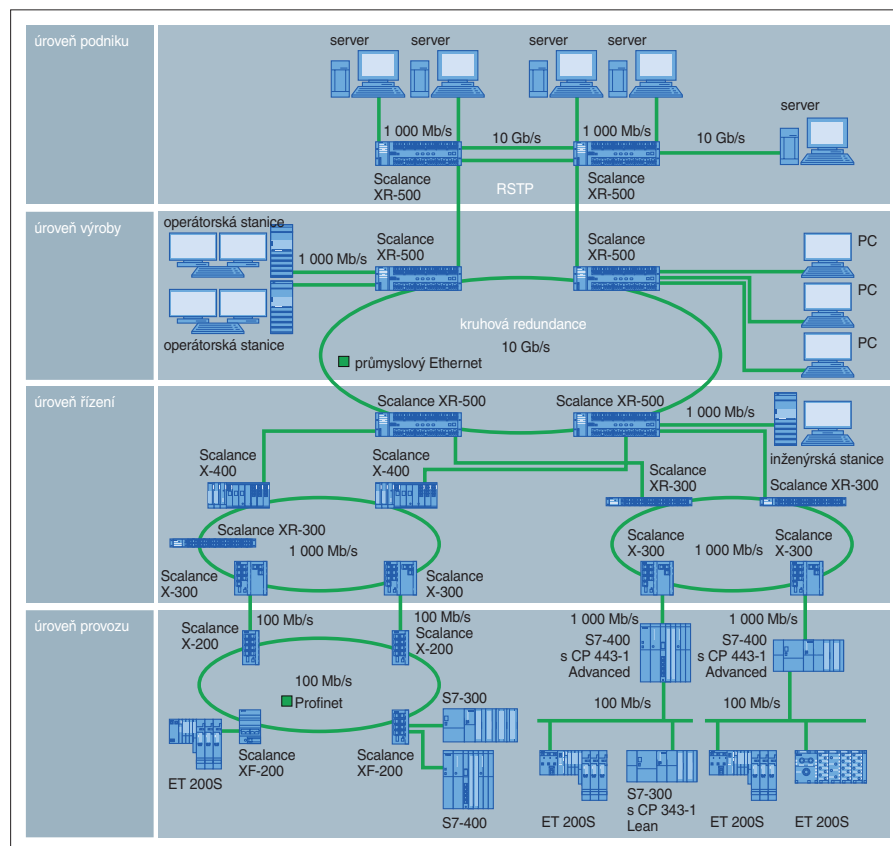 úroveň podniku
server
server
server
server
server
1 000 Mb/s
10 Gb/s
1 000 Mb/s
10 Gb/s
Scalance
XR-500
RSTP
Scalance
XR-500
úroveň výroby
operátorská stanice
1 000 Mb/s
operátorská stanice
Scalance
XR-500
Scalance
XR-500
PC
PC
PC
kruhová redundance
10 Gb/s
průmyslový Ethernet
úroveň řízení
Scalance XR-500
Scalance XR-500
1 000 Mb/s
inženýrská stanice
Scalance
X-400
Scalance
X-400
Scalance
XR-300
Scalance XR-300
Scalance XR-300
1 000 Mb/s
Scalance
X-300
Scalance
X-300
Scalance
X-300
1 000 Mb/s
Scalance
X-300
úroveň provozu
100 Mb/s
100 Mb/s
Scalance
X-200
Scalance
X-200
100 Mb/s
Profinet
ET 200S
Scalance
XF-200
Scalance
XF-200
S7-300
S7-400
1 000 Mb/s
1 000 Mb/s
S7-400
s CP 443-1
Advanced
S7-400
s CP 443-1
Advanced
100 Mb/s
100 Mb/s
ET 200S
S7-300
s CP 343-1
Lean
ET 200S
ET 200S